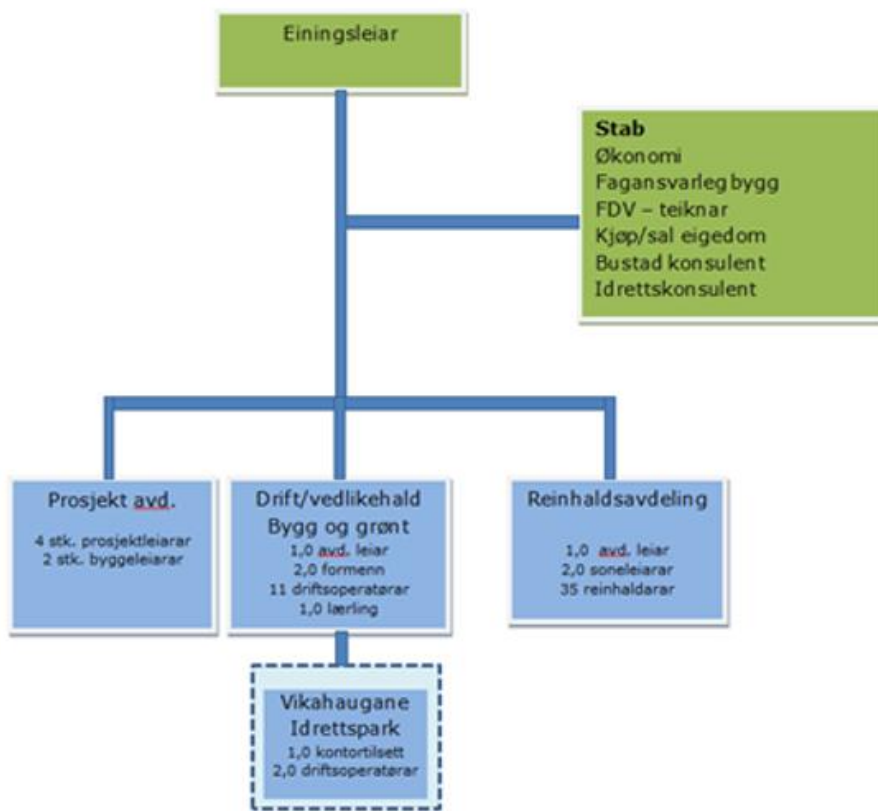 Einingsleiar
Stab
Økonomi
Fagansvarleg bygg
FDV – teiknar
Kjøp/sal eigedom
Bustad konsulent
Idrettskonsulent
Prosjekt avd.
4 stk. prosjektleiarar
2 stk. byggeleiarar
Drift/vedlikehald
Bygg og grønt
1,0 avd. leiar
2,0 formenn
11 driftsoperatørar
1,0 lærling
Reinhaldsavdeling
1,0 avd. leiar
2,0 soneleiarar
35 reinhaldarar
Vikahaugane
Idrettspark
1,0 kontortilsett
2,0 driftsoperatørar